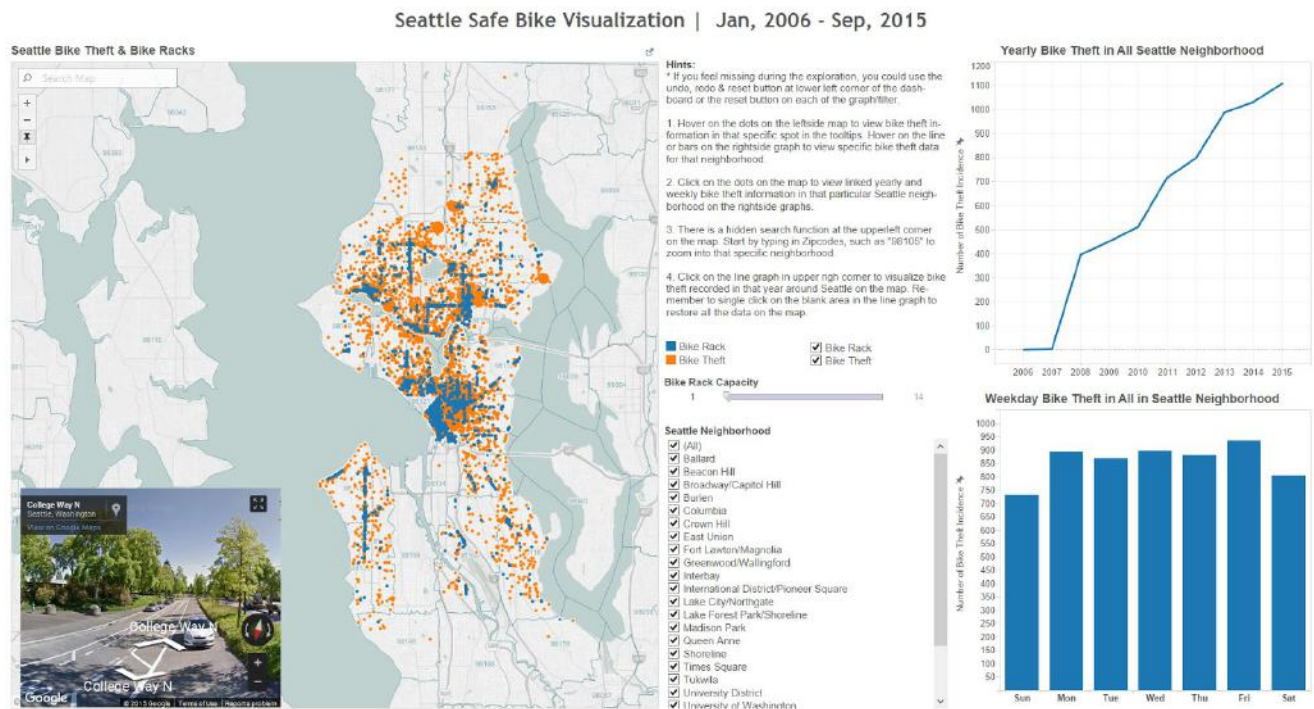 Seattle Safe Bike Visualization | Jan, 2006 - Sep, 2015
Seattle Bike Theft & Bike Racks
Search Map
98177
98110
College Way N
Seattle, Washington
View on Google Maps
College Way N
College Way N
Google
© 2015 Google
Terms of Use
Report a problem
Hints:
* If you feel missing during the exploration, you could use the
undo, redo & reset button at lower left corner of the dash-
board or the reset button on each of the graph/filter.
1. Hover on the dots on the leftside map to view bike theft in-
formation in that specific spot in the tooltips. Hover on the line
or bars on the rightside graph to view specific bike theft data
for that neighborhood.
2. Click on the dots on the map to view linked yearly and
weekly bike theft information in that particular Seattle neigh-
borhood on the rightside graphs.
3. There is a hidden search function at the upperleft corner
on the map. Start by typing in Zipcodes, such as "98105" to
zoom into that specific neighborhood.
4. Click on the line graph in upper righ corner to visualize bike
theft recorded in that year around Seattle on the map. Re-
member to single click on the blank area in the line graph to
restore all the data on the map.
Bike Rack
Bike Theft
Bike Rack
Bike Theft
Bike Rack Capacity
1 14
Seattle Neighborhood
(All)
Ballard
Beacon Hill
Broadway/Capitol Hill
Burien
Columbia
Crown Hill
East Union
Fort Lawton/Magnolia
Greenwood/Wallingford
Interbay
International District/Pioneer Square
Lake City/Northgate
Lake Forest Park/Shoreline
Madison Park
Queen Anne
Shoreline
Times Square
Tukwila
University District
University of Washington
Yearly Bike Theft in All Seattle Neighborhood
Number of Bike Theft Incidence
1200
1100
1000
900
800
700
600
500
400
300
200
100
0
2006 2007 2008 2009 2010 2011 2012 2013 2014 2015
Weekday Bike Theft in All in Seattle Neighborhood
Number of Bike Theft Incidence
1000
950
900
850
800
750
700
650
600
550
500
450
400
350
300
250
200
150
100
50
Sun Mon Tue Wed Thu Fri Sat